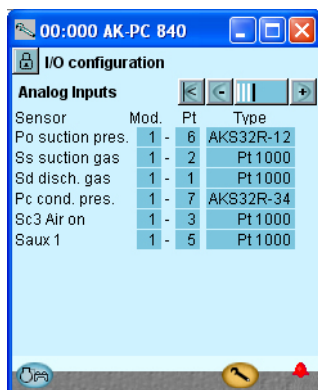 00:000 AK-PC 840
I/O configuration
Analog Inputs
Sensor Mod. Pt Type
Po suction pres. 1 - 6 AKS32R-12
Ss suction gas 1 - 2 Pt 1000
Sd disch. gas 1 - 1 Pt 1000
Pc cond. pres. 1 - 7 AKS32R-34
Sc3 Air on 1 - 3 Pt 1000
Saux 1 1 - 5 Pt 1000